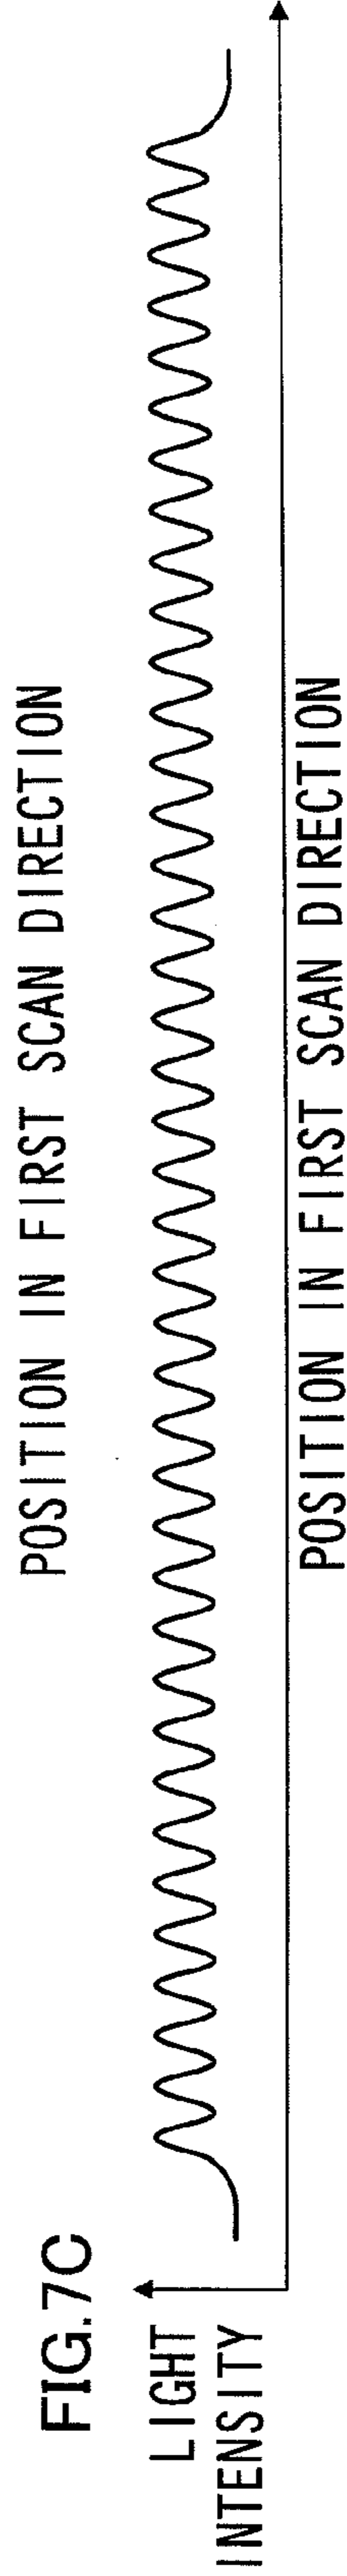 POSITION IN FIRST SCAN DIRECTION
FIG.7C
LIGHT
INTENSITY
POSITION IN FIRST SCAN DIRECTION